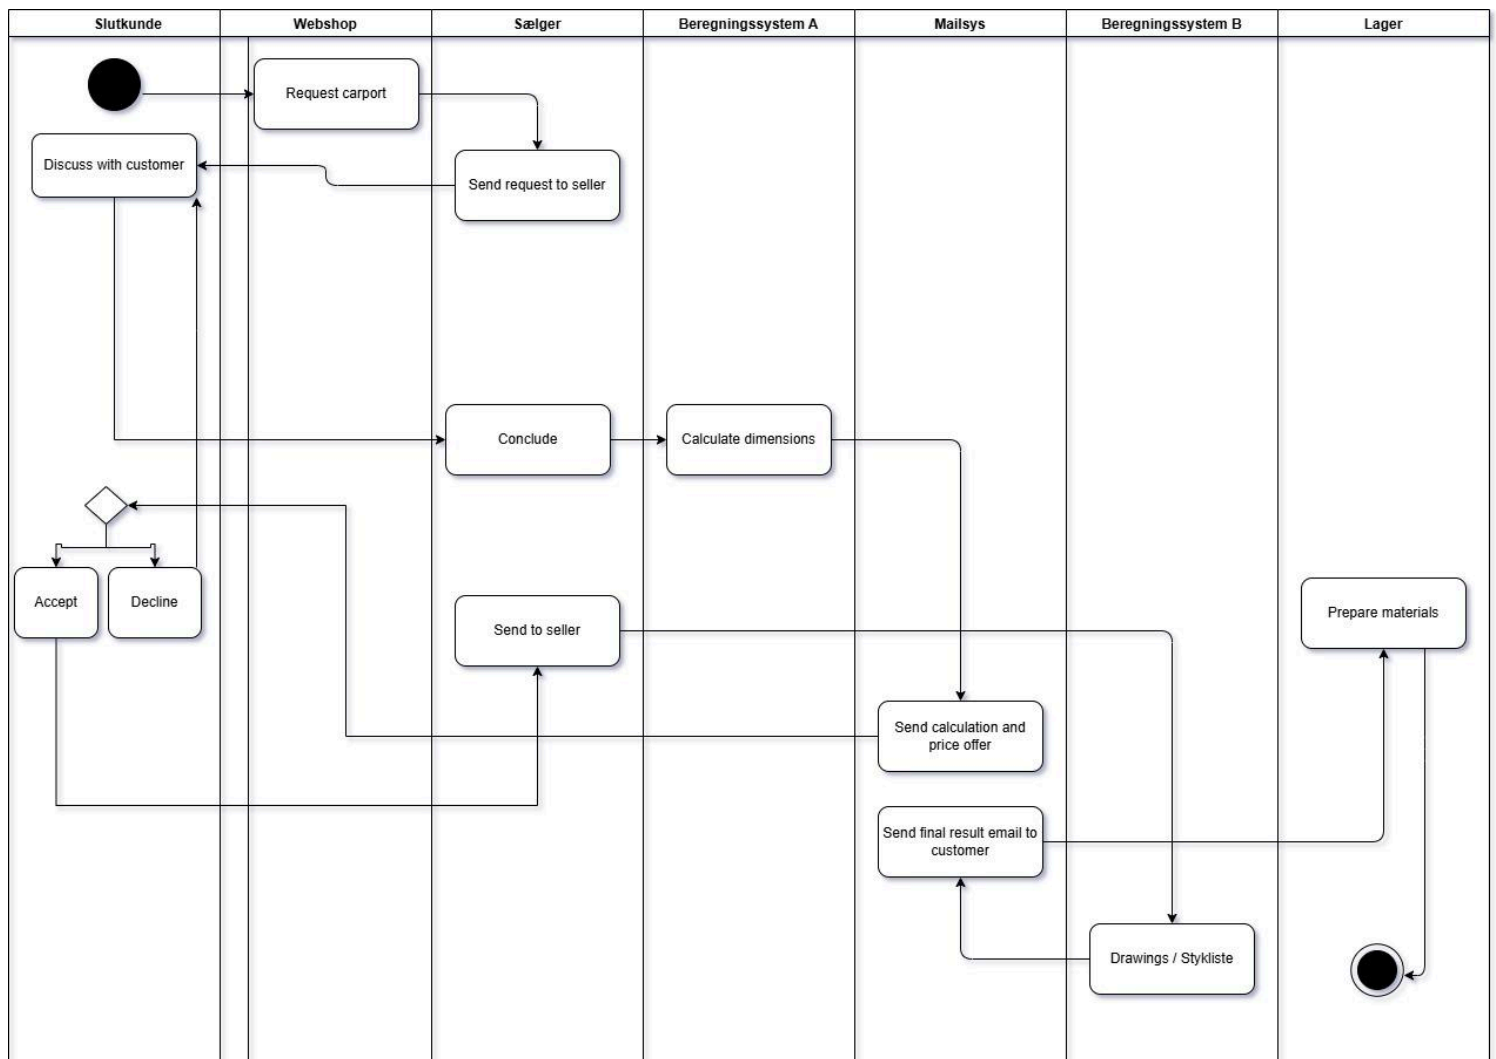 Slutkunde
Webshop
Sælger
Beregningssystem A
Mailsys
Beregningssystem B
Lager
Request carport
Discuss with customer
Send request to seller
Conclude
Calculate dimensions
Accept
Decline
Send to seller
Prepare materials
Send calculation and
price offer
Send final result email to
customer
Drawings / Stykliste